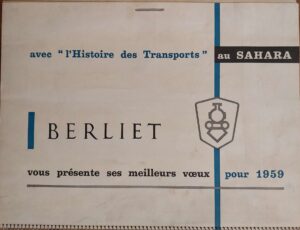 avec "l'Histoire des Transports" au SAHARA
BERLIET
vous présente ses meilleurs vœux pour 1959